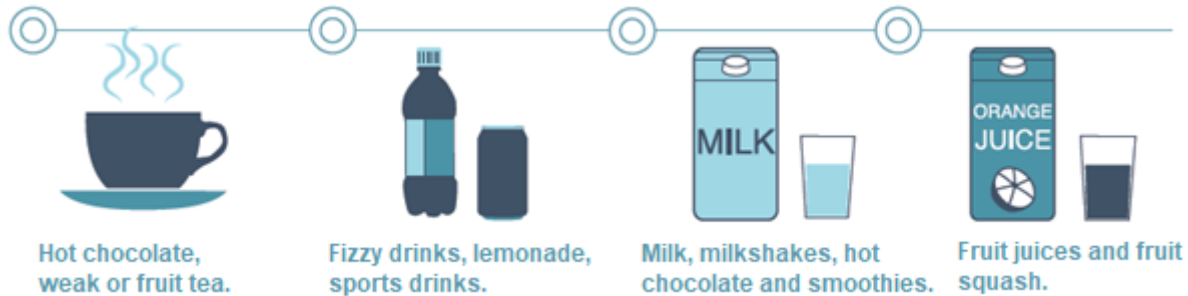 MILK
ORANGE
JUICE
Hot chocolate,
weak or fruit tea.
Fizzy drinks, lemonade,
sports drinks.
Milk, milkshakes, hot
chocolate and smoothies.
Fruit juices and fruit
squash.